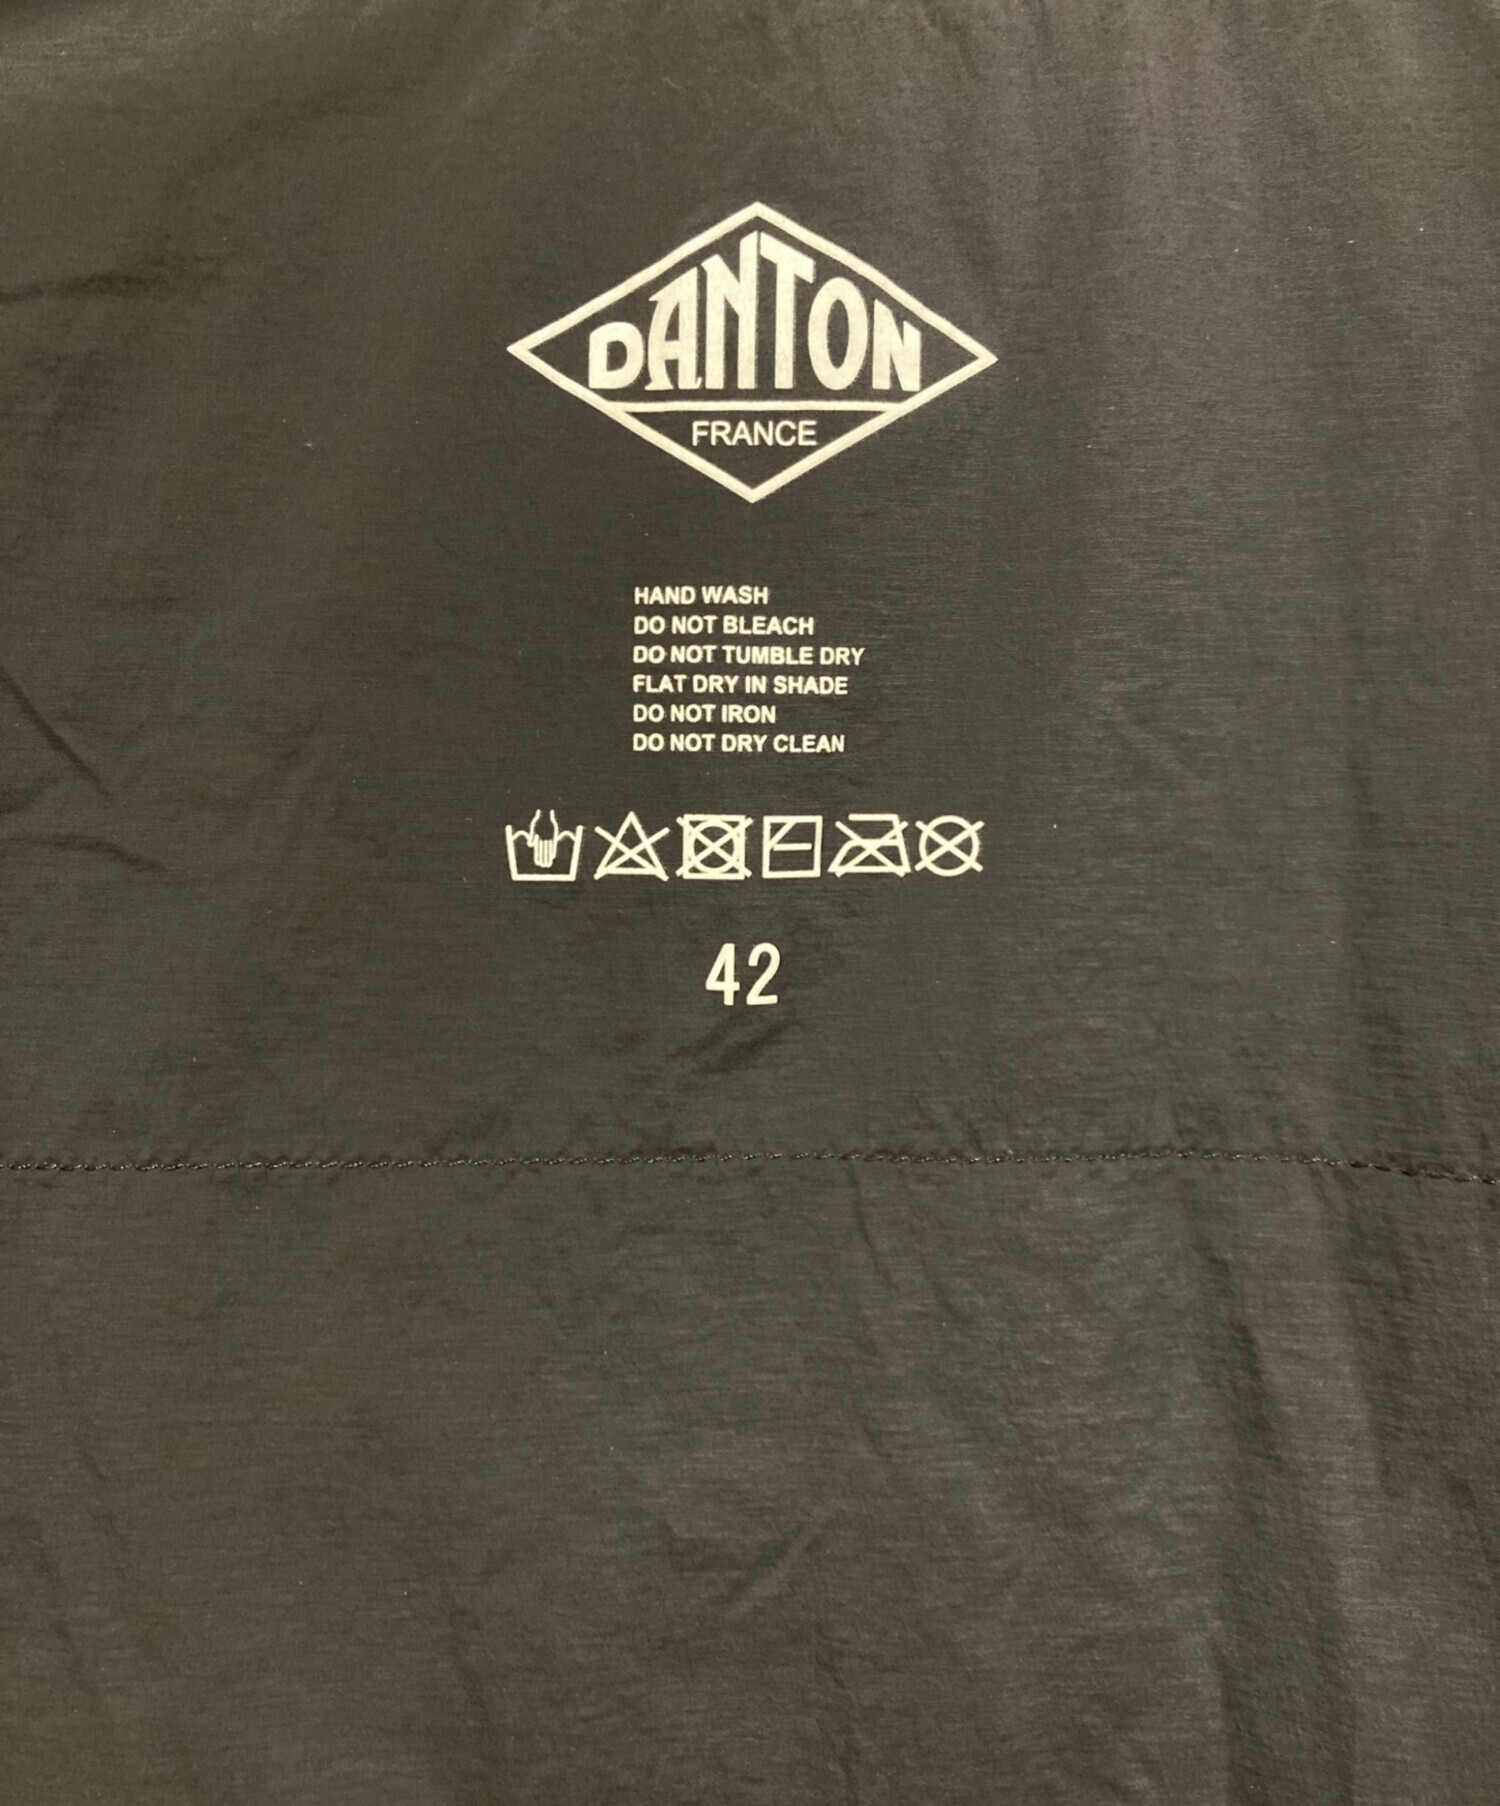 DANTON
FRANCE
HAND WASH
DO NOT BLEACH
DO NOT TUMBLE DRY
FLAT DRY IN SHADE
DO NOT IRON
DO NOT DRY CLEAN
42